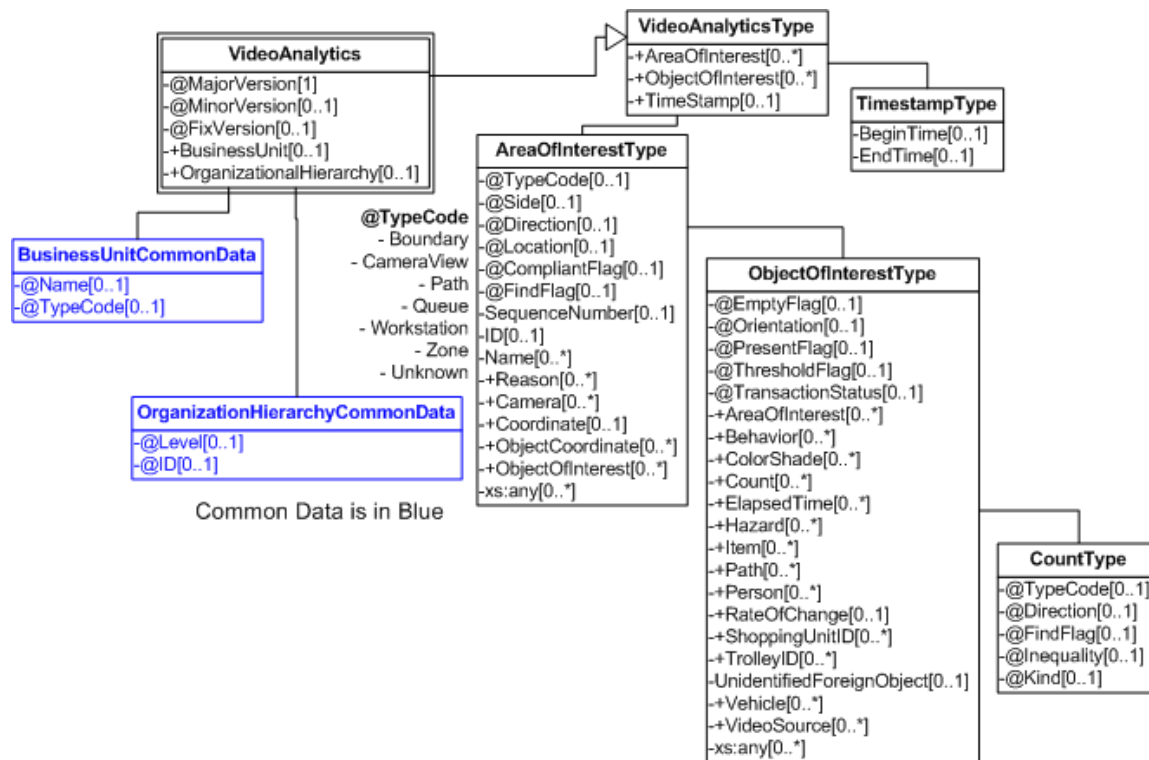 VideoAnalytics
-@MajorVersion[1]
-@MinorVersion[0..1]
-@FixVersion[0..1]
-+BusinessUnit[0..1]
-+OrganizationalHierarchy[0..1]
VideoAnalyticsType
-+AreaOfInterest[0..*]
-+ObjectOfInterest[0..*]
-+TimeStamp[0..1]
TimestampType
-BeginTime[0..1]
-EndTime[0..1]
BusinessUnitCommonData
-@Name[0..1]
-@TypeCode[0..1]
OrganizationHierarchyCommonData
-@Level[0..1]
-@ID[0..1]
Common Data is in Blue
@TypeCode
- Boundary
- CameraView
- Path
- Queue
- Workstation
- Zone
- Unknown
AreaOfInterestType
-@TypeCode[0..1]
-@Side[0..1]
-@Direction[0..1]
-@Location[0..1]
-@CompliantFlag[0..1]
-@FindFlag[0..1]
-SequenceNumber[0..1]
-ID[0..1]
-Name[0..*]
-+Reason[0..*]
-+Camera[0..*]
-+Coordinate[0..1]
-+ObjectCoordinate[0..*]
-+ObjectOfInterest[0..*]
-xs:any[0..*]
ObjectOfInterestType
-@EmptyFlag[0..1]
-@Orientation[0..1]
-@PresentFlag[0..1]
-@ThresholdFlag[0..1]
-@TransactionStatus[0..1]
-+AreaOfInterest[0..*]
-+Behavior[0..*]
-+ColorShade[0..*]
-+Count[0..*]
-+ElapsedTime[0..*]
-+Hazard[0..*]
-+Item[0..*]
-+Path[0..*]
-+Person[0..*]
-+RateOfChange[0..1]
-+ShoppingUnitID[0..*]
-+TrolleyID[0..*]
-UnidentifiedForeignObject[0..1]
-+Vehicle[0..*]
-+VideoSource[0..*]
-xs:any[0..*]
CountType
-@TypeCode[0..1]
-@Direction[0..1]
-@FindFlag[0..1]
-@Inequality[0..1]
-@Kind[0..1]